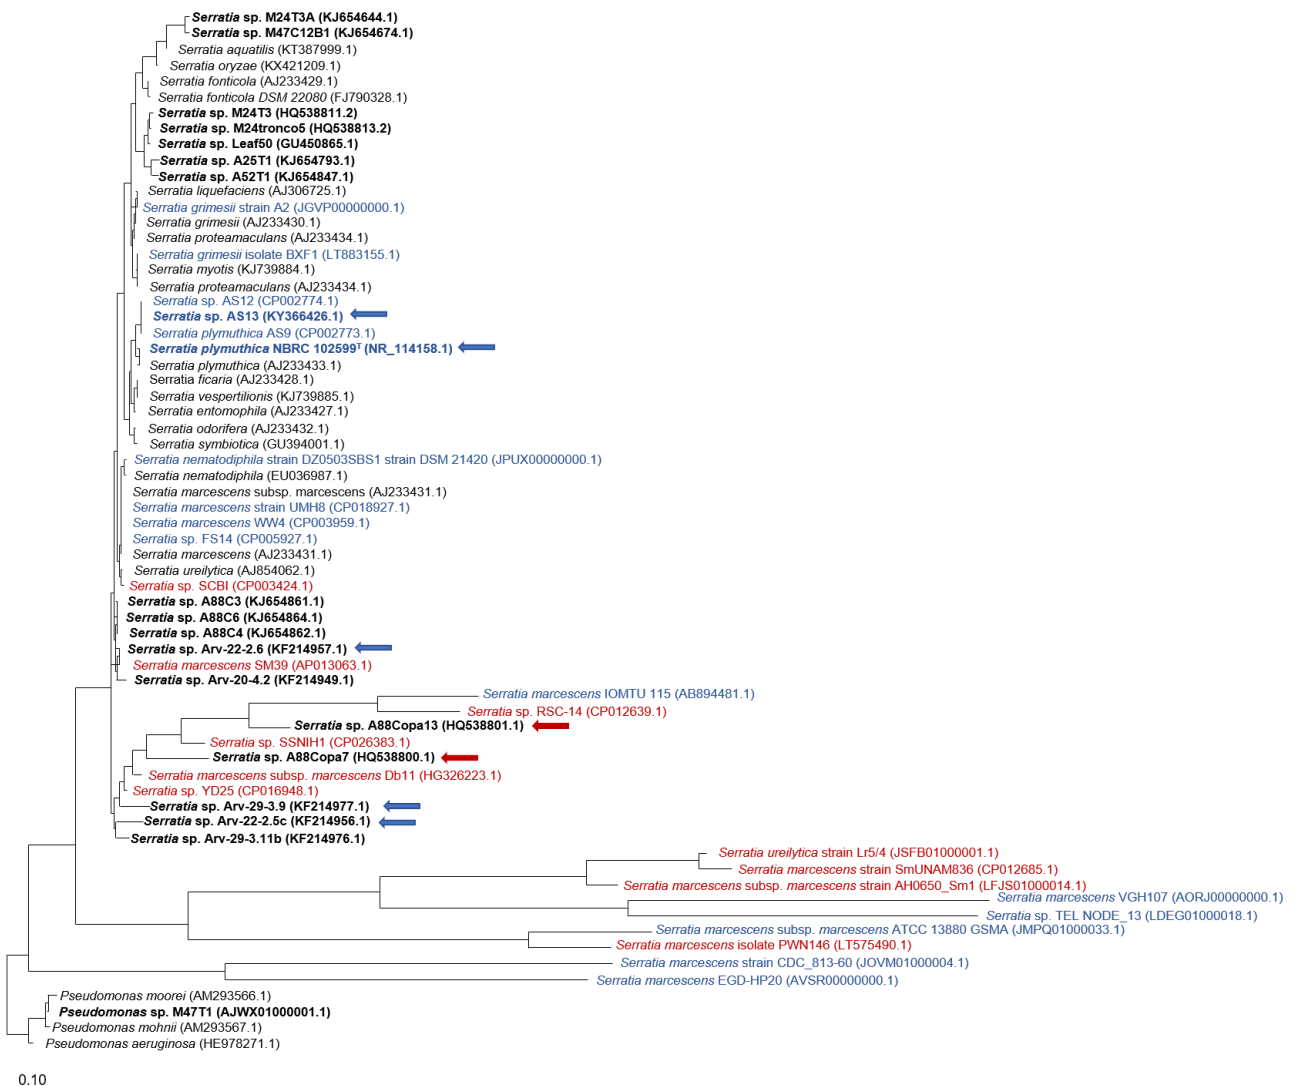 Serratia sp. M24T3A (KJ654644.1)
Serratia sp. M47C12B1 (KJ654674.1)
Serratia aquatilis (KT387999.1)
Serratia oryzae (KX421209.1)
Serratia fonticola (AJ233429.1)
Serratia fonticola DSM 22080 (FJ790328.1)
Serratia sp. M24T3 (HQ538811.2)
Serratia sp. M24tronco5 (HQ538813.2)
Serratia sp. Leaf50 (GU450865.1)
Serratia sp. A25T1 (KJ654793.1)
Serratia sp. A52T1 (KJ654847.1)
Serratia liquefaciens (AJ306725.1)
Serratia grimesii strain A2 (JGVP00000000.1)
Serratia grimesii (AJ233430.1)
Serratia proteamaculans (AJ233434.1)
Serratia grimesii isolate BXF1 (LT883155.1)
Serratia myotis (KJ739884.1)
Serratia proteamaculans (AJ233434.1)
Serratia sp. AS12 (CP002774.1)
Serratia sp. AS13 (KY366426.1)
Serratia plymuthica AS9 (CP002773.1)
Serratia plymuthica NBRC 102599ᵀ (NR_114158.1)
Serratia plymuthica (AJ233433.1)
Serratia ficaria (AJ233428.1)
Serratia vespertilionis (KJ739885.1)
Serratia entomophila (AJ233427.1)
Serratia odorifera (AJ233432.1)
Serratia symbiotica (GU394001.1)
Serratia nematodiphila strain DZ0503SBS1 strain DSM 21420 (JPUX00000000.1)
Serratia nematodiphila (EU036987.1)
Serratia marcescens subsp. marcescens (AJ233431.1)
Serratia marcescens strain UMH8 (CP018927.1)
Serratia marcescens WW4 (CP003959.1)
Serratia sp. FS14 (CP005927.1)
Serratia marcescens (AJ233431.1)
Serratia ureilytica (AJ854062.1)
Serratia sp. SCBI (CP003424.1)
Serratia sp. A88C3 (KJ654861.1)
Serratia sp. A88C6 (KJ654864.1)
Serratia sp. A88C4 (KJ654862.1)
Serratia sp. Arv-22-2.6 (KF214957.1)
Serratia marcescens SM39 (AP013063.1)
Serratia sp. Arv-20-4.2 (KF214949.1)
Serratia marcescens IOMTU 115 (AB894481.1)
Serratia sp. RSC-14 (CP012639.1)
Serratia sp. A88Copa13 (HQ538801.1)
Serratia sp. SSNIH1 (CP026383.1)
Serratia sp. A88Copa7 (HQ538800.1)
Serratia marcescens subsp. marcescens Db11 (HG326223.1)
Serratia sp. YD25 (CP016948.1)
Serratia sp. Arv-29-3.9 (KF214977.1)
Serratia sp. Arv-22-2.5c (KF214956.1)
Serratia sp. Arv-29-3.11b (KF214976.1)
Serratia ureilytica strain Lr5/4 (JSFB01000001.1)
Serratia marcescens strain SmUNAM836 (CP012685.1)
Serratia marcescens subsp. marcescens strain AH0650_Sm1 (LFJS01000014.1)
Serratia marcescens VGH107 (AORJ00000000.1)
Serratia sp. TEL NODE_13 (LDEG01000018.1)
Serratia marcescens subsp. marcescens ATCC 13880 GSMA (JMPQ01000033.1)
Serratia marcescens isolate PWN146 (LT575490.1)
Serratia marcescens strain CDC_813-60 (JOVM01000004.1)
Serratia marcescens EGD-HP20 (AVSR00000000.1)
Pseudomonas moorei (AM293566.1)
Pseudomonas sp. M47T1 (AJWX01000001.1)
Pseudomonas mohnii (AM293567.1)
Pseudomonas aeruginosa (HE978271.1)
0.10